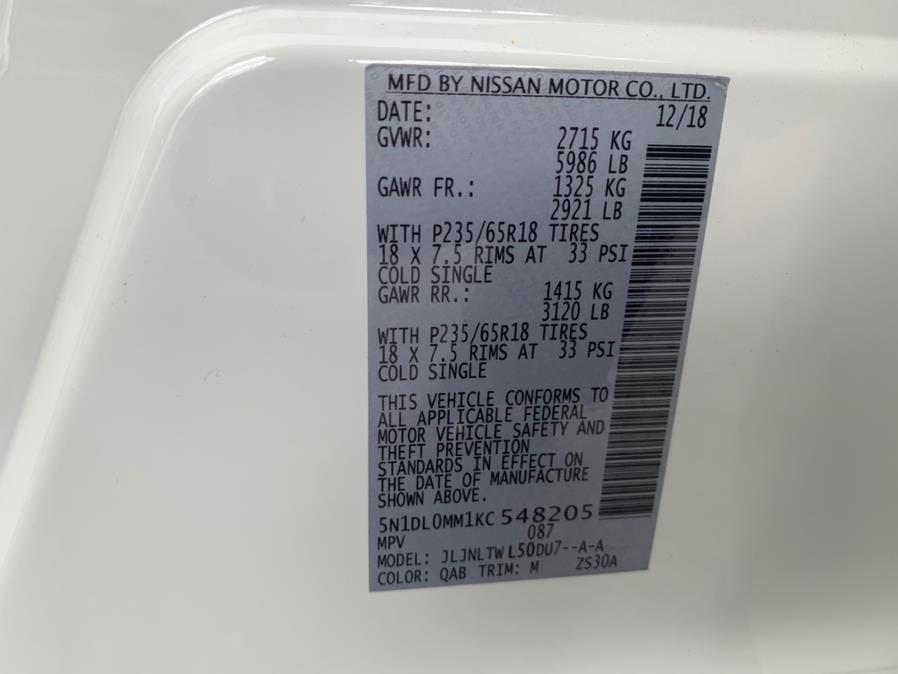 MFD BY NISSAN MOTOR CO., LTD.
DATE: 12/18
GVWR: 2715 KG
5986 LB
GAWR FR.: 1325 KG
2921 LB
WITH P235/65R18 TIRES
18 X 7.5 RIMS AT 33 PSI
COLD SINGLE
GAWR RR.: 1415 KG
3120 LB
WITH P235/65R18 TIRES
18 X 7.5 RIMS AT 33 PSI
COLD SINGLE
THIS VEHICLE CONFORMS TO
ALL APPLICABLE FEDERAL
MOTOR VEHICLE SAFETY AND
THEFT PREVENTION
STANDARDS IN EFFECT ON
THE DATE OF MANUFACTURE
SHOWN ABOVE.
5N1DL0MM1KC 548205
MPV 087
MODEL: JLJNLTW L50DU7--A-A
COLOR: QAB TRIM: M ZS30A